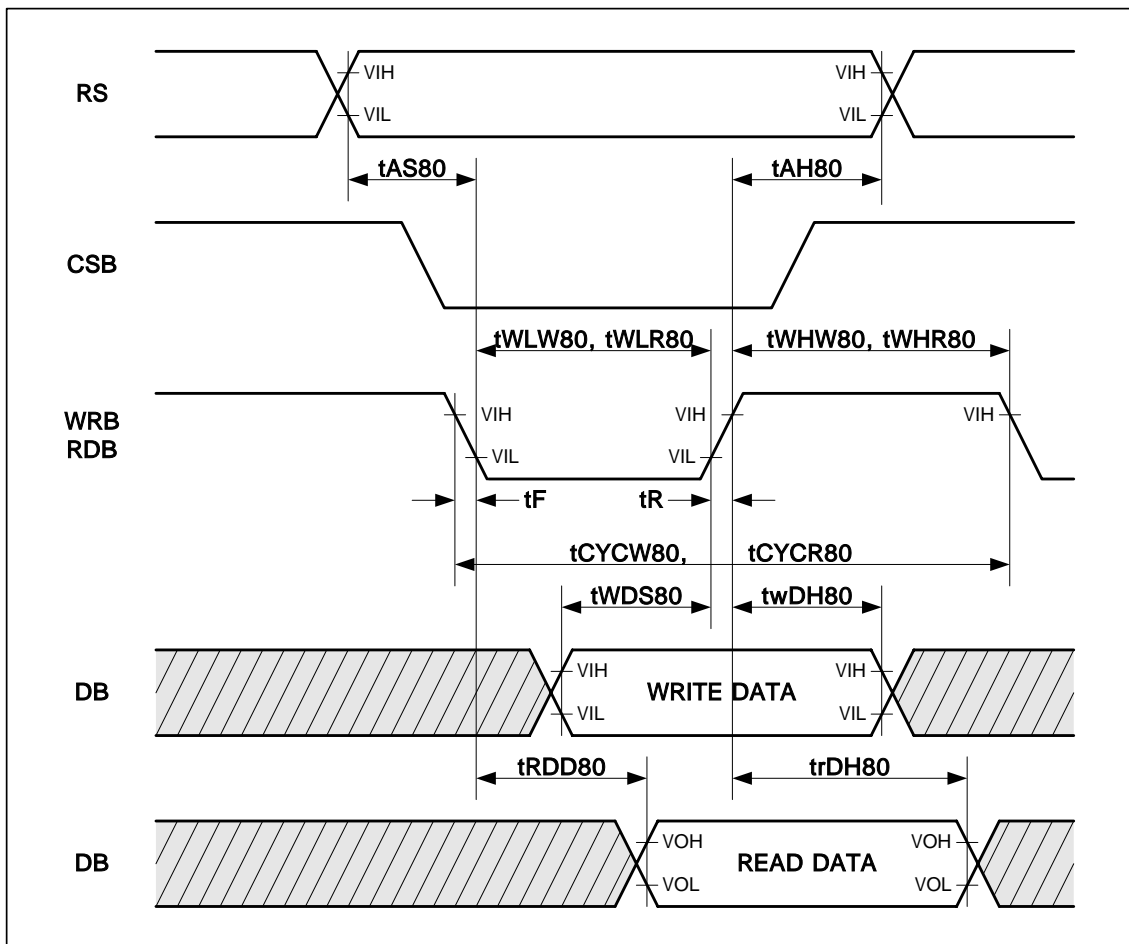 RS
VIH
VIH
VIL
VIL
tAS80
tAH80
CSB
tWLW80, tWLR80
tWHW80, tWHR80
WRB
RDB
VIH
VIH
VIH
VIL
VIL
tF
tR
tCYCW80, tCYCR80
tWDS80
twDH80
DB
VIH
WRITE DATA
VIH
VIL
VIL
tRDD80
trDH80
DB
VOH
READ DATA
VOH
VOL
VOL